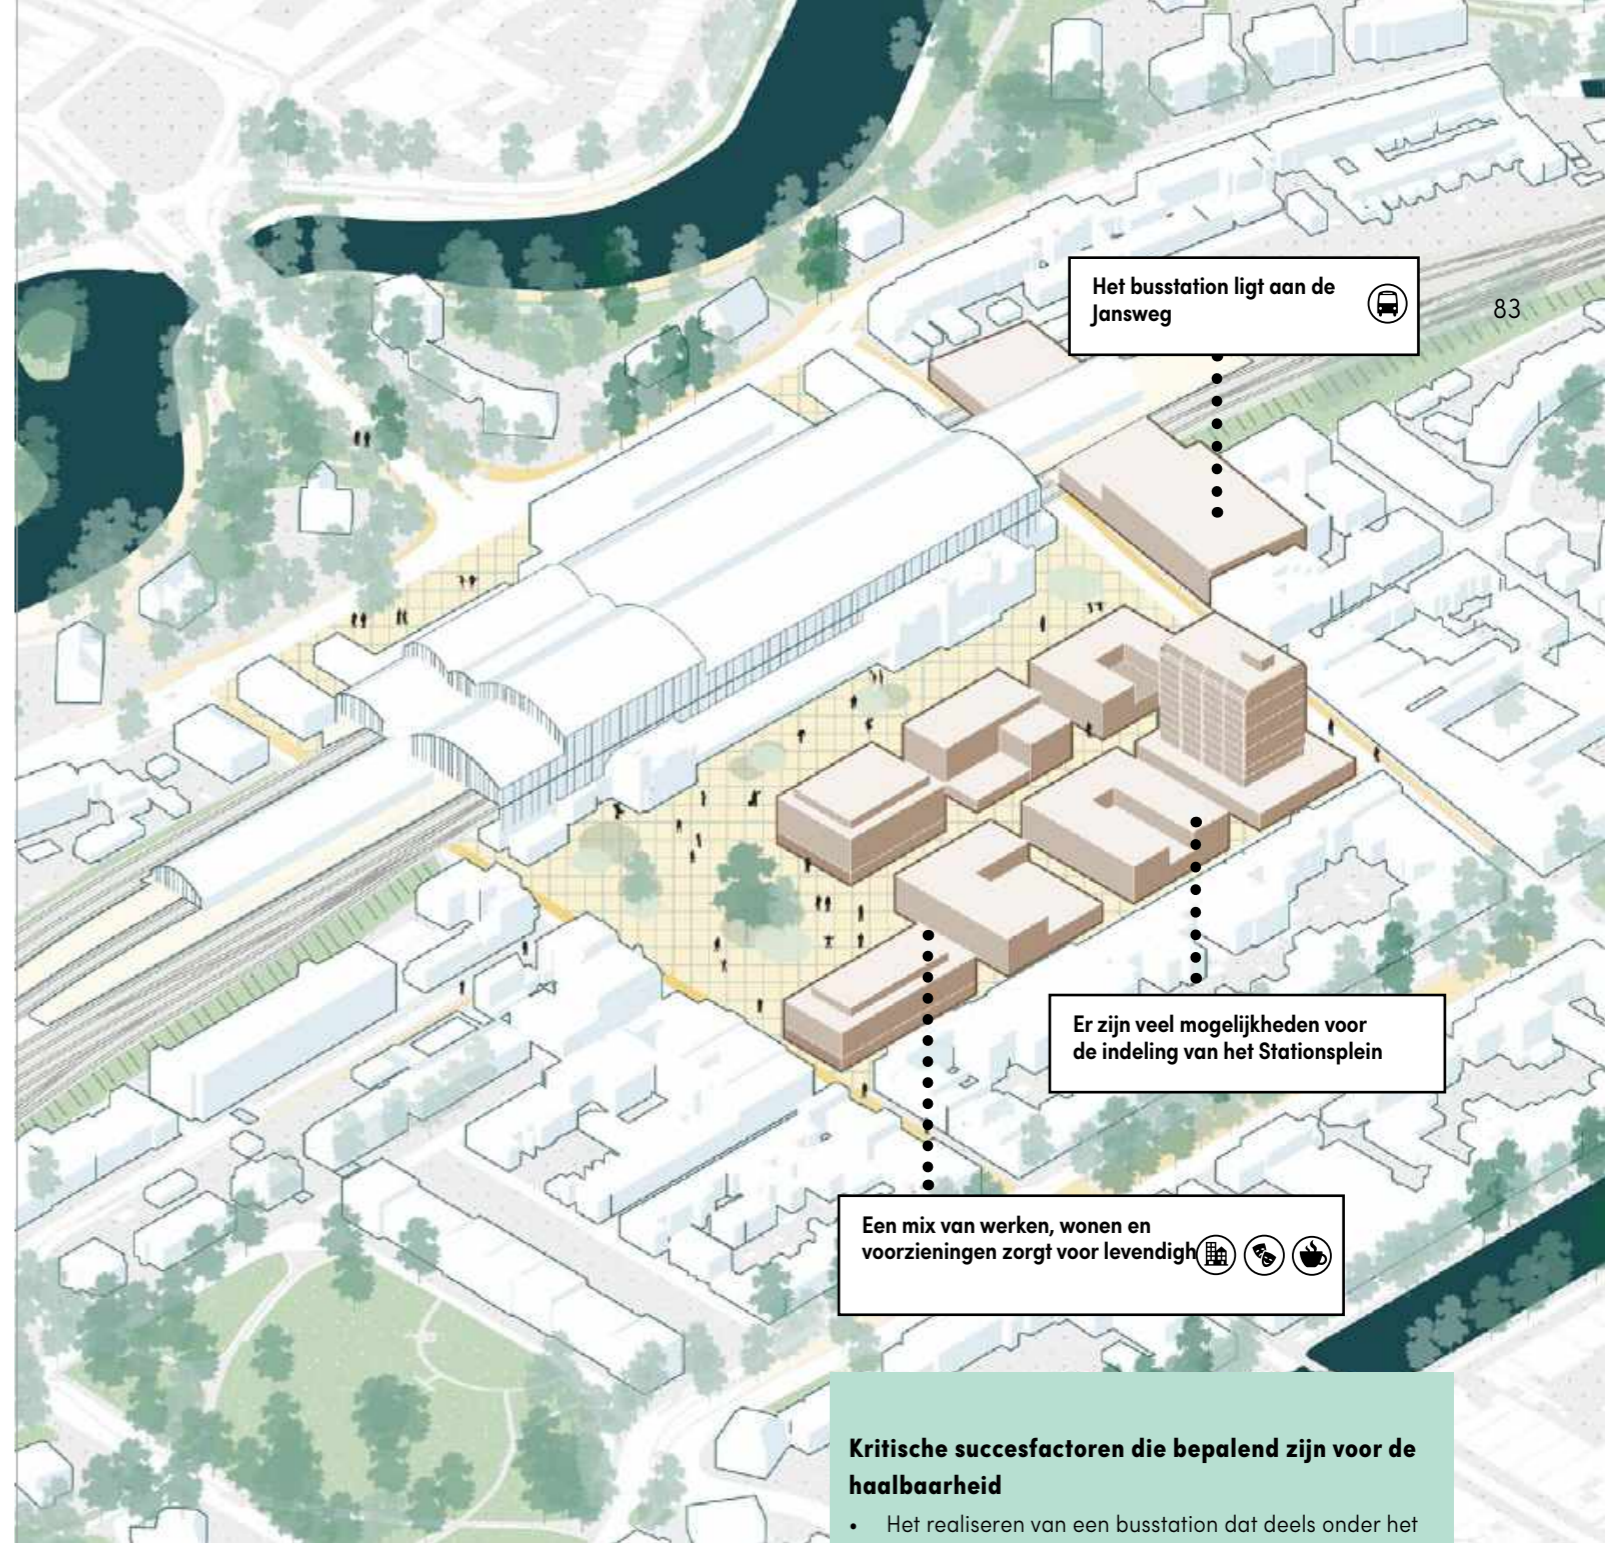 Het busstation ligt aan de
Jansweg
83
Er zijn veel mogelijkheden voor
de indeling van het Stationsplein
Een mix van werken, wonen en
voorzieningen zorgt voor levendigh
Kritische succesfactoren die bepalend zijn voor de
haalbaarheid
• Het realiseren van een busstation dat deels onder het